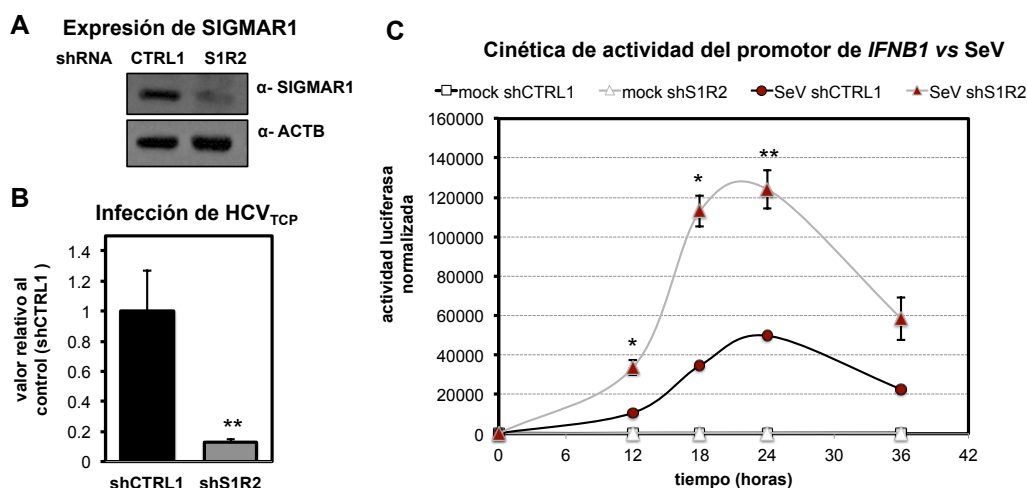 A
Expresión de SIGMAR1
shRNA CTRL1 S1R2
α- SIGMAR1
α- ACTB
B
Infección de HCVTCP
valor relativo al
control (shCTRL1 )
1.4
1.2
1
0.8
0.6
0.4
0.2
0
**
shCTRL1 shS1R2
C
Cinética de actividad del promotor de IFNB1 vs SeV
mock shCTRL1 mock shS1R2 SeV shCTRL1 SeV shS1R2
actividad luciferasa
normalizada
160000
140000
120000
100000
80000
60000
40000
20000
0
*
*
**
0 6 12 18 24 30 36 42
tiempo (horas)